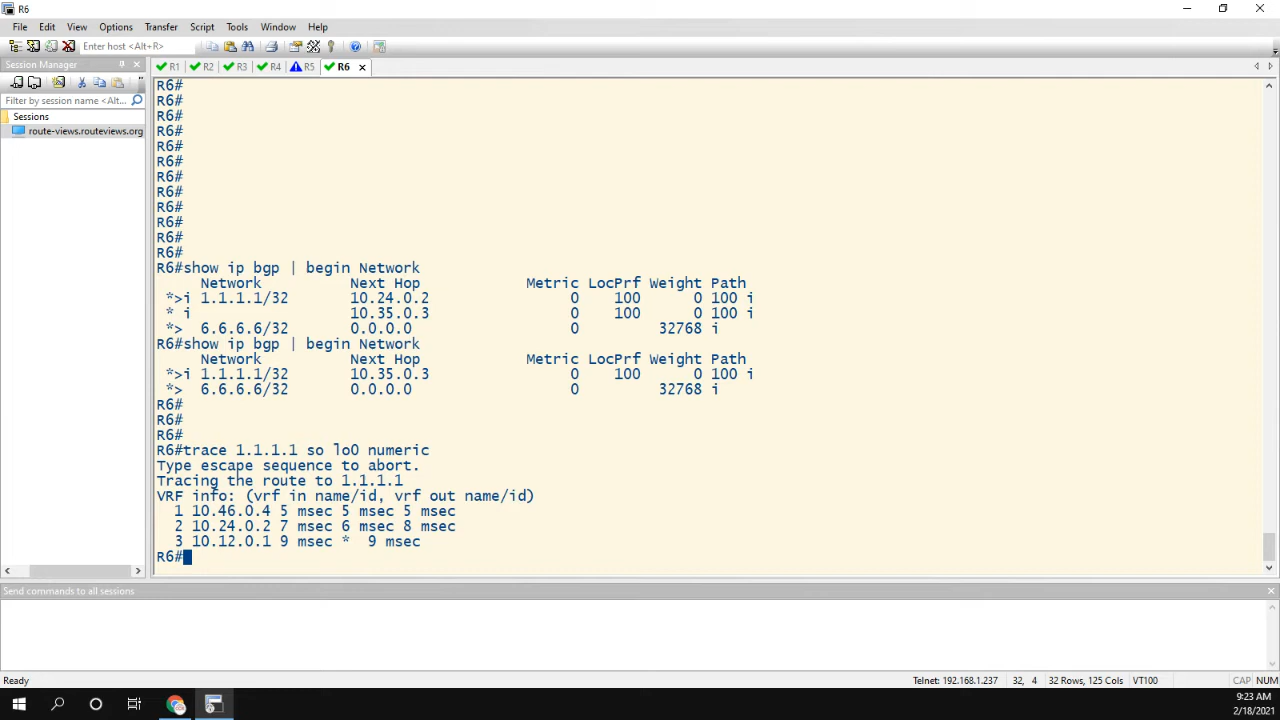 R6
File Edit View Options Transfer Script Tools Window Help
Enter host <Alt+R>
Session Manager
R1 R2 R3 R4 R5 R6
Filter by session name <Alt...
Sessions
route-views.routeviews.org
R6#
R6#
R6#
R6#
R6#
R6#
R6#
R6#
R6#
R6#
R6#
R6#
R6#show ip bgp | begin Network
Network Next Hop Metric LocPrf Weight Path
*>i 1.1.1.1/32 10.24.0.2 0 100 0 100 i
* i 10.35.0.3 0 100 0 100 i
*> 6.6.6.6/32 0.0.0.0 0 32768 i
R6#show ip bgp | begin Network
Network Next Hop Metric LocPrf Weight Path
*>i 1.1.1.1/32 10.35.0.3 0 100 0 100 i
*> 6.6.6.6/32 0.0.0.0 0 32768 i
R6#
R6#
R6#
R6#trace 1.1.1.1 so lo0 numeric
Type escape sequence to abort.
Tracing the route to 1.1.1.1
VRF info: (vrf in name/id, vrf out name/id)
1 10.46.0.4 5 msec 5 msec 5 msec
2 10.24.0.2 7 msec 6 msec 8 msec
3 10.12.0.1 9 msec * 9 msec
R6#
Send commands to all sessions
Ready Telnet: 192.168.1.237 32, 4 32 Rows, 125 Cols VT100 CAP NUM
9:23 AM
2/18/2021